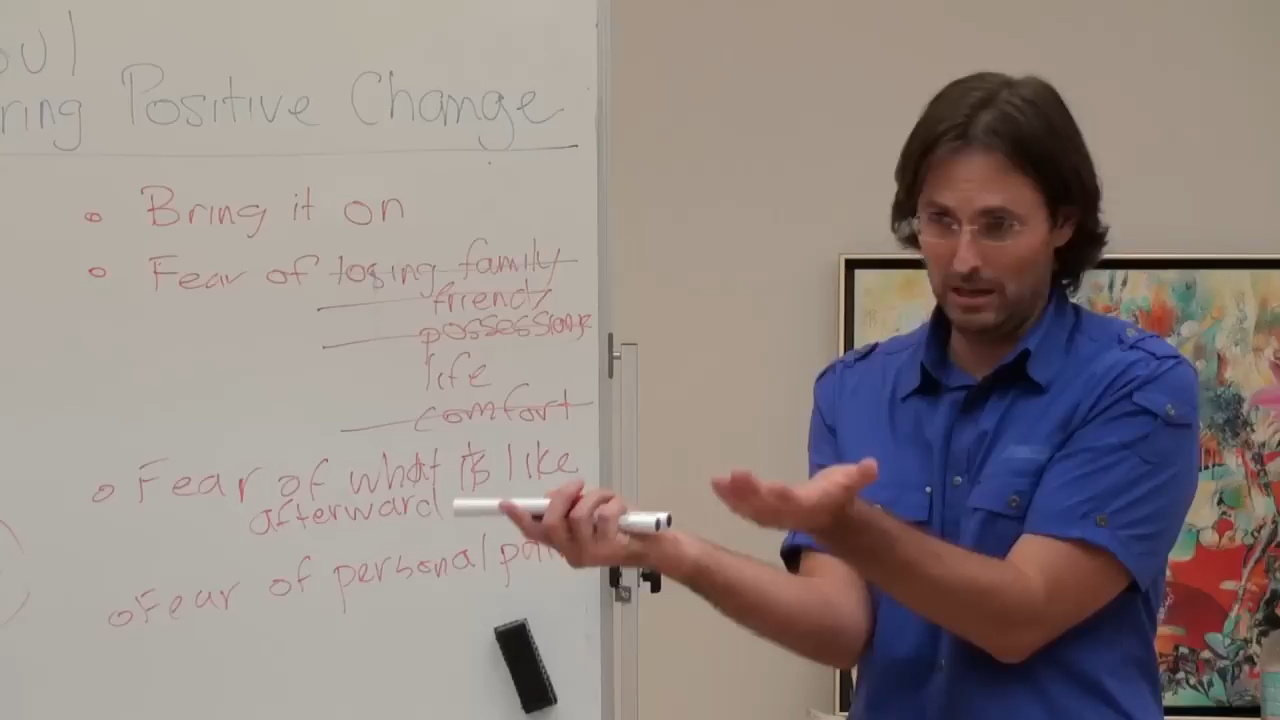 ring Positive Change
Bring it on
Fear of losing family
friends
possessions
life
comfort
Fear of what it's like
afterward
Fear of personal